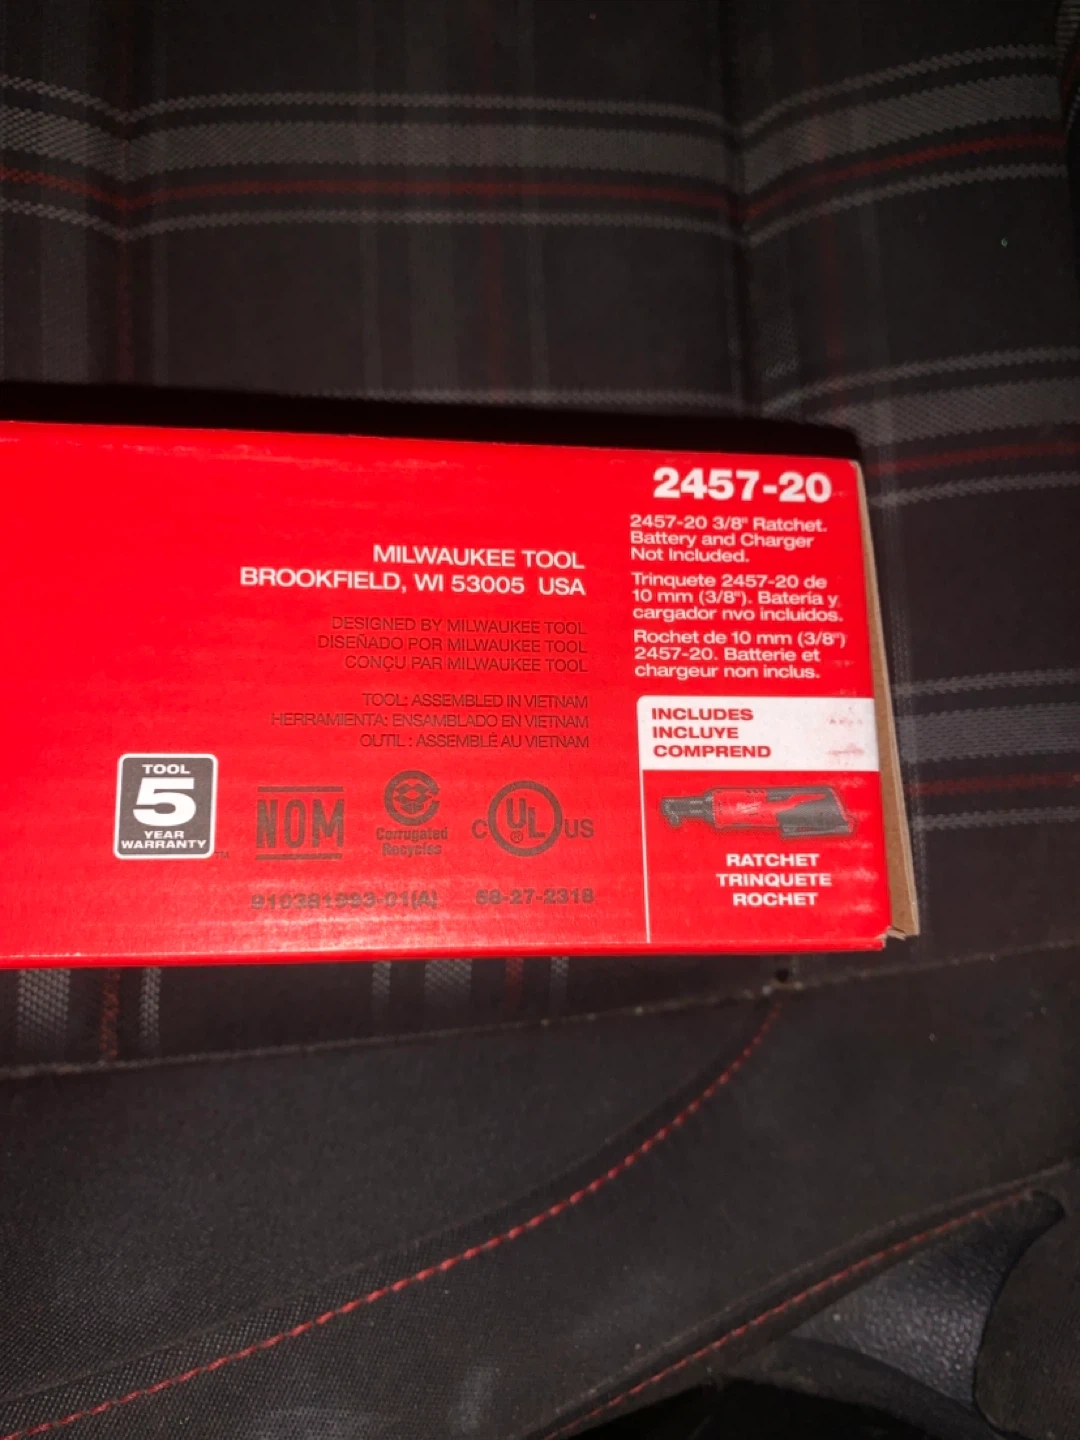 2457-20
2457-20 3/8" Ratchet.
Battery and Charger
Not Included.
Trinquete 2457-20 de
10 mm (3/8"). Batería y
cargador nvo incluidos.
Rochet de 10 mm (3/8")
2457-20. Batterie et
chargeur non inclus.
MILWAUKEE TOOL
BROOKFIELD, WI 53005 USA
DESIGNED BY MILWAUKEE TOOL
DISEÑADO POR MILWAUKEE TOOL
CONÇU PAR MILWAUKEE TOOL
TOOL: ASSEMBLED IN VIETNAM
HERRAMIENTA: ENSAMBLADO EN VIETNAM
OUTIL : ASSEMBLÉ AU VIETNAM
INCLUDES
INCLUYE
COMPREND
RATCHET
TRINQUETE
ROCHET
TOOL
5
YEAR
WARRANTY™
NOM
Corrugated
Recycles
C UL® US
910381993-01(A)
58-27-2318